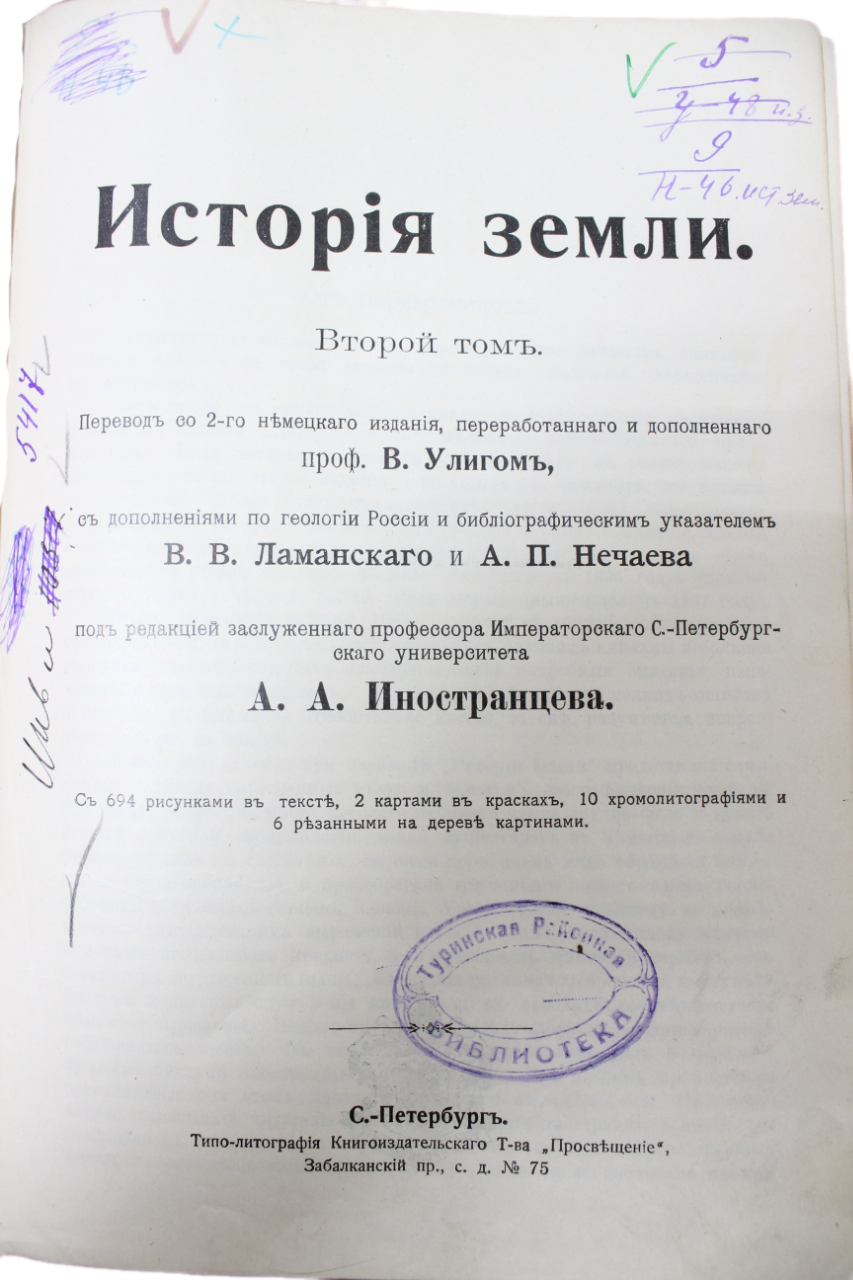 5
9
Исторія земли.
Второй томъ.
Переводъ со 2-го нѣмецкаго изданія, переработаннаго и дополненнаго
проф. В. Улигомъ,
съ дополненіями по геологіи Россіи и библіографическимъ указателемъ
В. В. Ламанскаго и А. П. Нечаева
подъ редакціей заслуженнаго профессора Императорскаго С.-Петербург-
скаго университета
А. А. Иностранцева.
Съ 694 рисунками въ текстѣ, 2 картами въ краскахъ, 10 хромолитографіями и
6 рѣзанными на деревѣ картинами.
Туринская Районная
БИБЛИОТЕКА
С.-Петербургъ.
Типо-литографія Книгоиздательскаго Т-ва „Просвѣщеніе“,
Забалканскій пр., с. д. № 75
5417